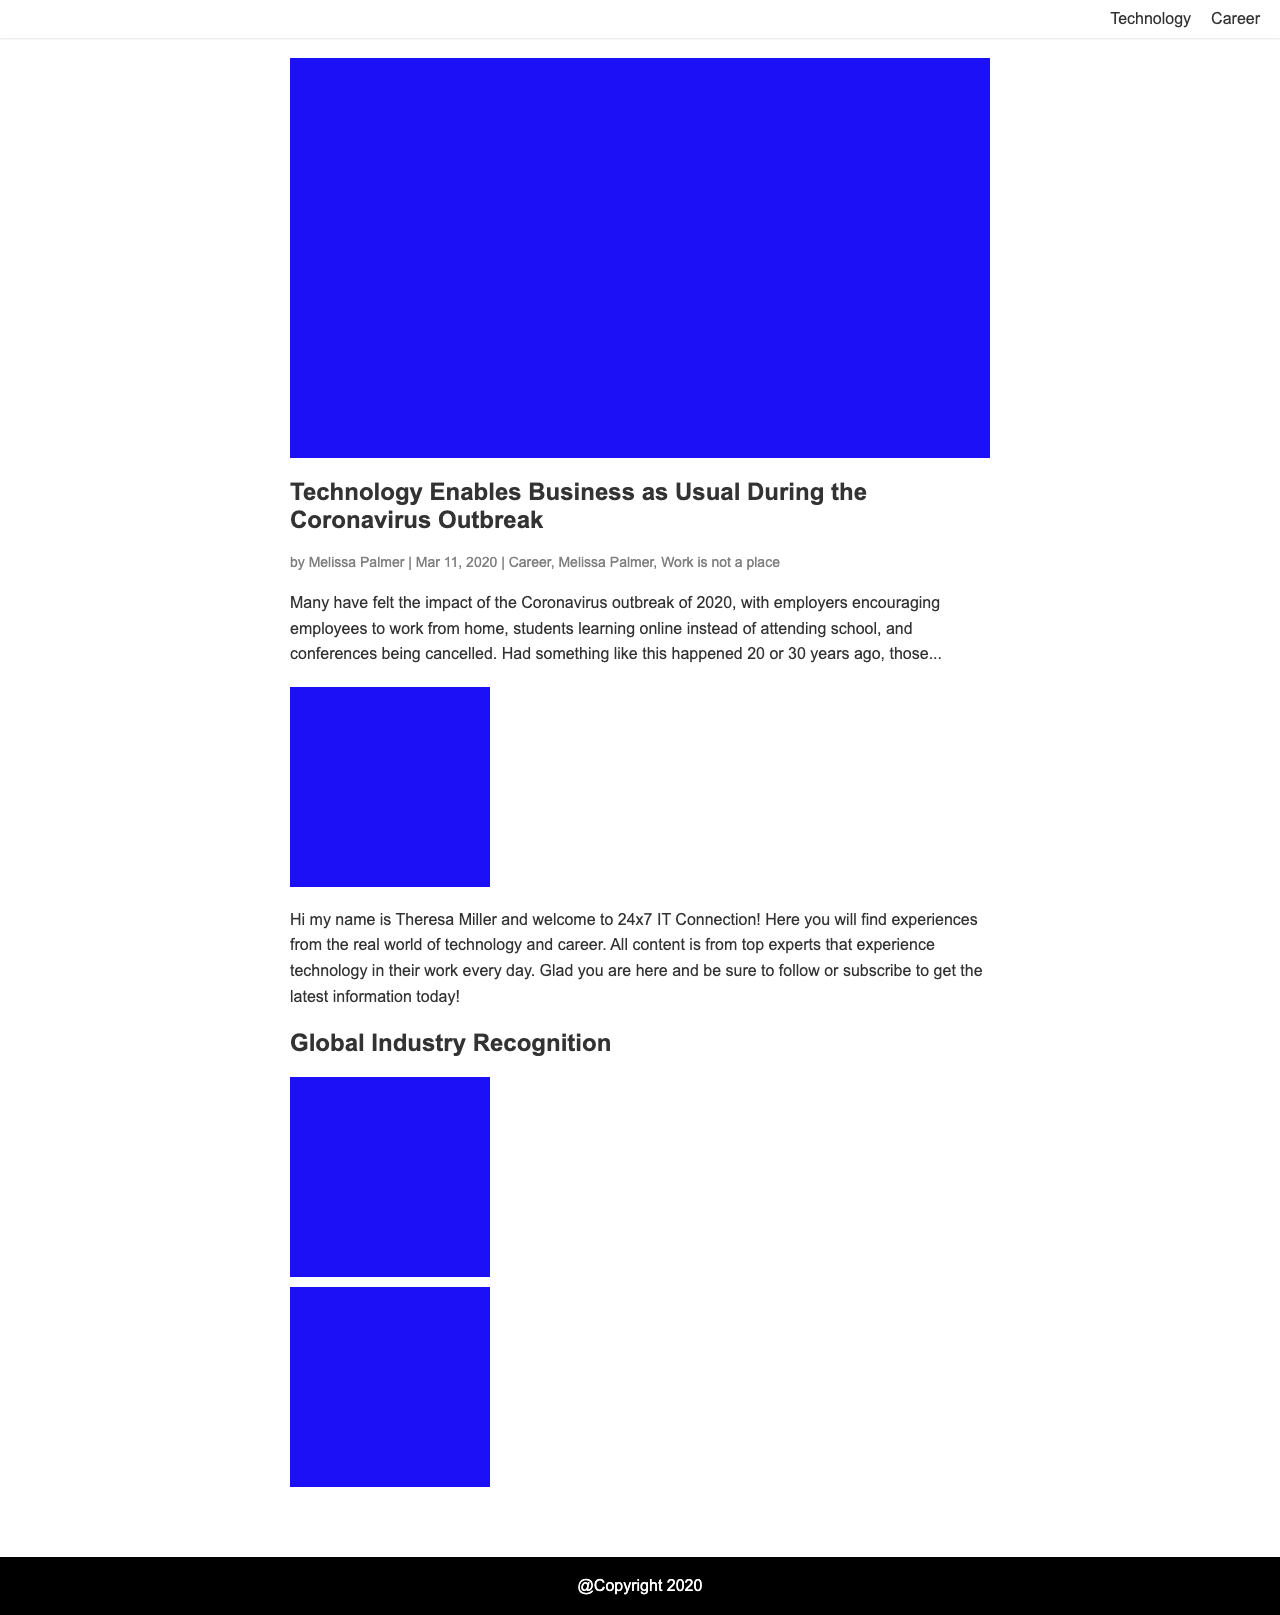 Technology Career
Technology Enables Business as Usual During the
Coronavirus Outbreak
by Melissa Palmer | Mar 11, 2020 | Career, Melissa Palmer, Work is not a place
Many have felt the impact of the Coronavirus outbreak of 2020, with employers encouraging
employees to work from home, students learning online instead of attending school, and
conferences being cancelled. Had something like this happened 20 or 30 years ago, those...
Hi my name is Theresa Miller and welcome to 24x7 IT Connection! Here you will find experiences
from the real world of technology and career. All content is from top experts that experience
technology in their work every day. Glad you are here and be sure to follow or subscribe to get the
latest information today!
Global Industry Recognition
@Copyright 2020